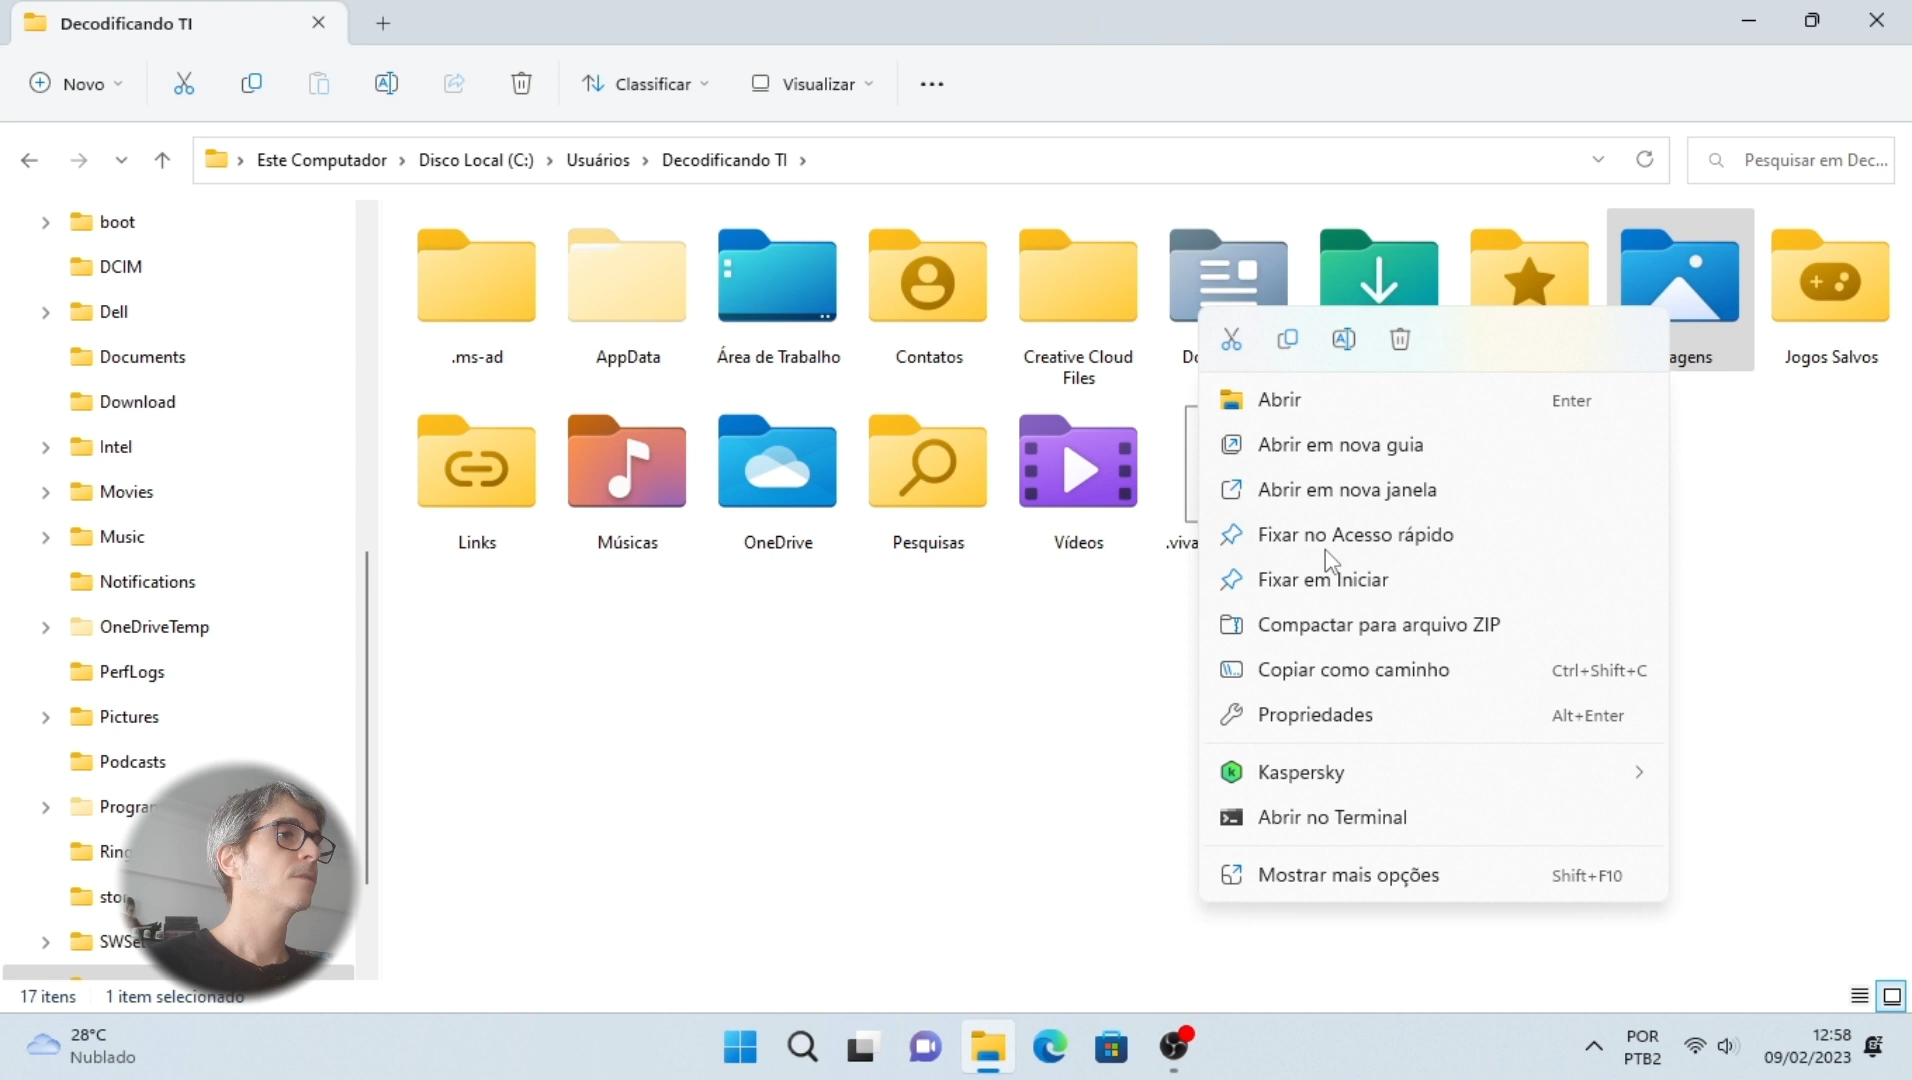 Decodificando TI
Novo
Classificar
Visualizar
Este Computador
Disco Local (C:)
Usuários
Decodificando TI
Pesquisar em Dec...
boot
DCIM
Dell
Documents
Download
Intel
Movies
Music
Notifications
OneDriveTemp
PerfLogs
Pictures
Podcasts
.ms-ad
AppData
Área de Trabalho
Contatos
Creative Cloud
Files
agens
Jogos Salvos
Links
Músicas
OneDrive
Pesquisas
Vídeos
.viva
Abrir Enter
Abrir em nova guia
Abrir em nova janela
Fixar no Acesso rápido
Fixar em Iniciar
Compactar para arquivo ZIP
Copiar como caminho Ctrl+Shift+C
Propriedades Alt+Enter
Kaspersky
Abrir no Terminal
Mostrar mais opções Shift+F10
17 itens 1 item selecionado
28°C
Nublado
POR
PTB2
12:58
09/02/2023